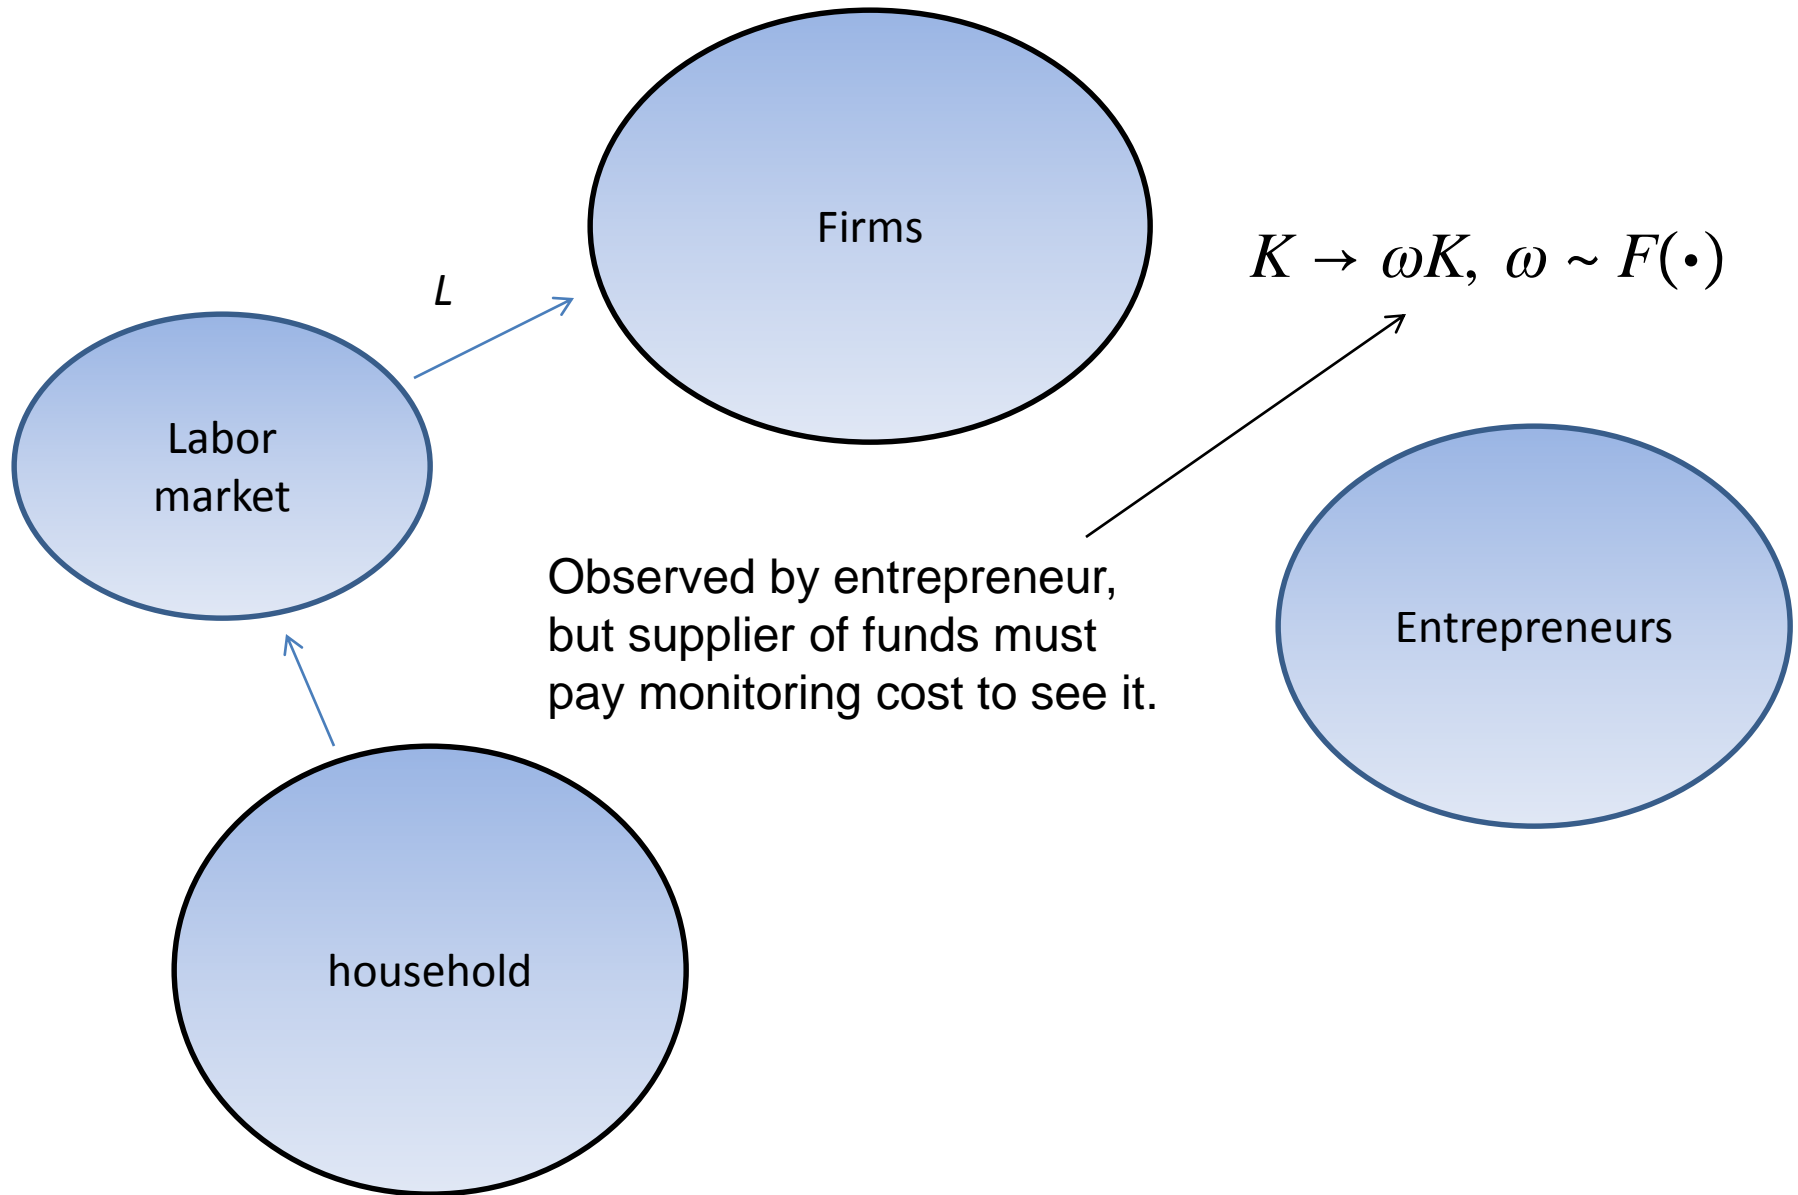 Firms
K → ωK, ω ~ F(·)
L
Labor
market
Observed by entrepreneur,
but supplier of funds must
pay monitoring cost to see it.
Entrepreneurs
household